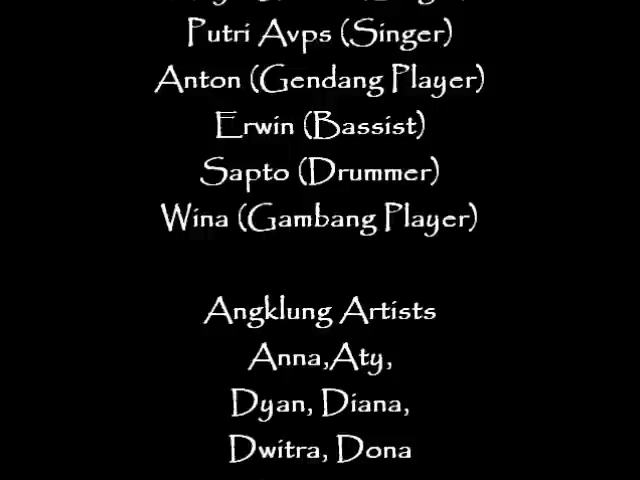 Putri Avps (Singer)
Anton (Gendang Player)
Erwin (Bassist)
Sapto (Drummer)
Wina (Gambang Player)
Angklung Artists
Anna,Aty,
Dyan, Diana,
Dwitra, Dona